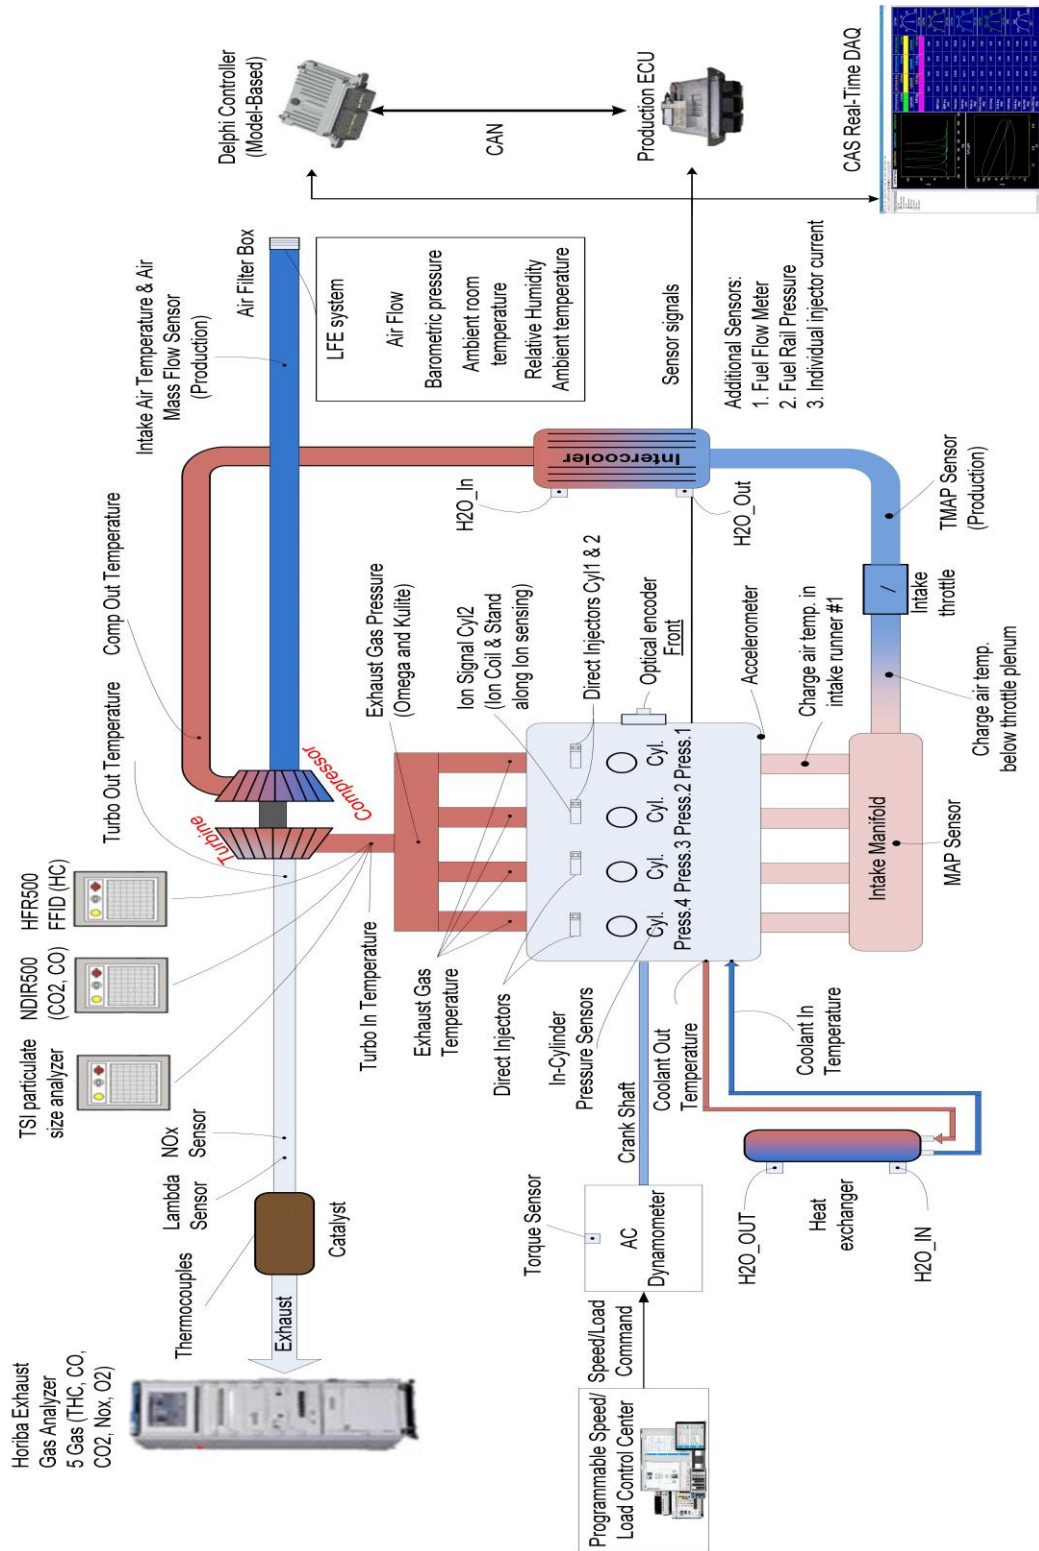 Horiba Exhaust
Gas Analyzer
5 Gas (THC, CO,
CO2, Nox, O2)
TSI particulate
size analyzer
NDIR500
(CO2, CO)
HFR500
FFID (HC)
Turbo Out Temperature
Comp Out Temperature
Intake Air Temperature & Air
Mass Flow Sensor
(Production)
Air Filter Box
Delphi Controller
(Model-Based)
Thermocouples
Lambda
Sensor
NOx
Sensor
Exhaust
Catalyst
Turbine
Compressor
LFE system
Air Flow
Barometric pressure
Ambient room
temperature
Relative Humidity
Ambient temperature
CAN
Turbo In Temperature
Exhaust Gas Pressure
(Omega and Kulite)
Exhaust Gas
Temperature
Ion Signal Cyl2
(Ion Coil & Stand
along Ion sensing)
H2O_In
Intercooler
H2O_Out
Direct Injectors
Direct Injectors Cyl1 & 2
Sensor signals
Production ECU
Torque Sensor
In-Cylinder
Pressure Sensors
Optical encoder
Front
Cyl.
Press.4
Cyl.
Press.3
Cyl.
Press.2
Cyl.
Press.1
Programmable Speed/
Load Control Center
Speed/Load
Command
AC
Dynamometer
Crank Shaft
Coolant Out
Temperature
Accelerometer
Additional Sensors:
1. Fuel Flow Meter
2. Fuel Rail Pressure
3. Individual injector current
H2O_OUT
Heat
exchanger
H2O_IN
Coolant In
Temperature
Charge air temp. in
intake runner #1
Intake Manifold
MAP Sensor
Charge air temp.
below throttle plenum
Intake
throttle
TMAP Sensor
(Production)
CAS Real-Time DAQ